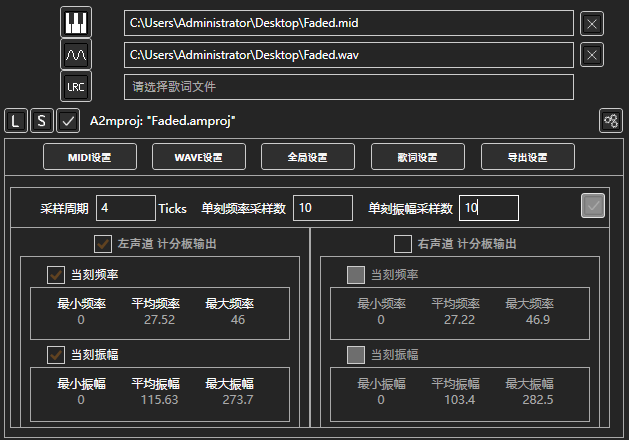 C:\Users\Administrator\Desktop\Faded.mid
C:\Users\Administrator\Desktop\Faded.wav
LRC 请选择歌词文件
L S A2mproj: "Faded.amproj"
MIDI设置 WAVE设置 全局设置 歌词设置 导出设置
采样周期 4 Ticks 单刻频率采样数 10 单刻振幅采样数 10
左声道 计分板输出 右声道 计分板输出
当刻频率 当刻频率
最小频率 平均频率 最大频率 最小频率 平均频率 最大频率
0 27.52 46 0 27.22 46.9
当刻振幅 当刻振幅
最小振幅 平均振幅 最大振幅 最小振幅 平均振幅 最大振幅
0 115.63 273.7 0 103.4 282.5